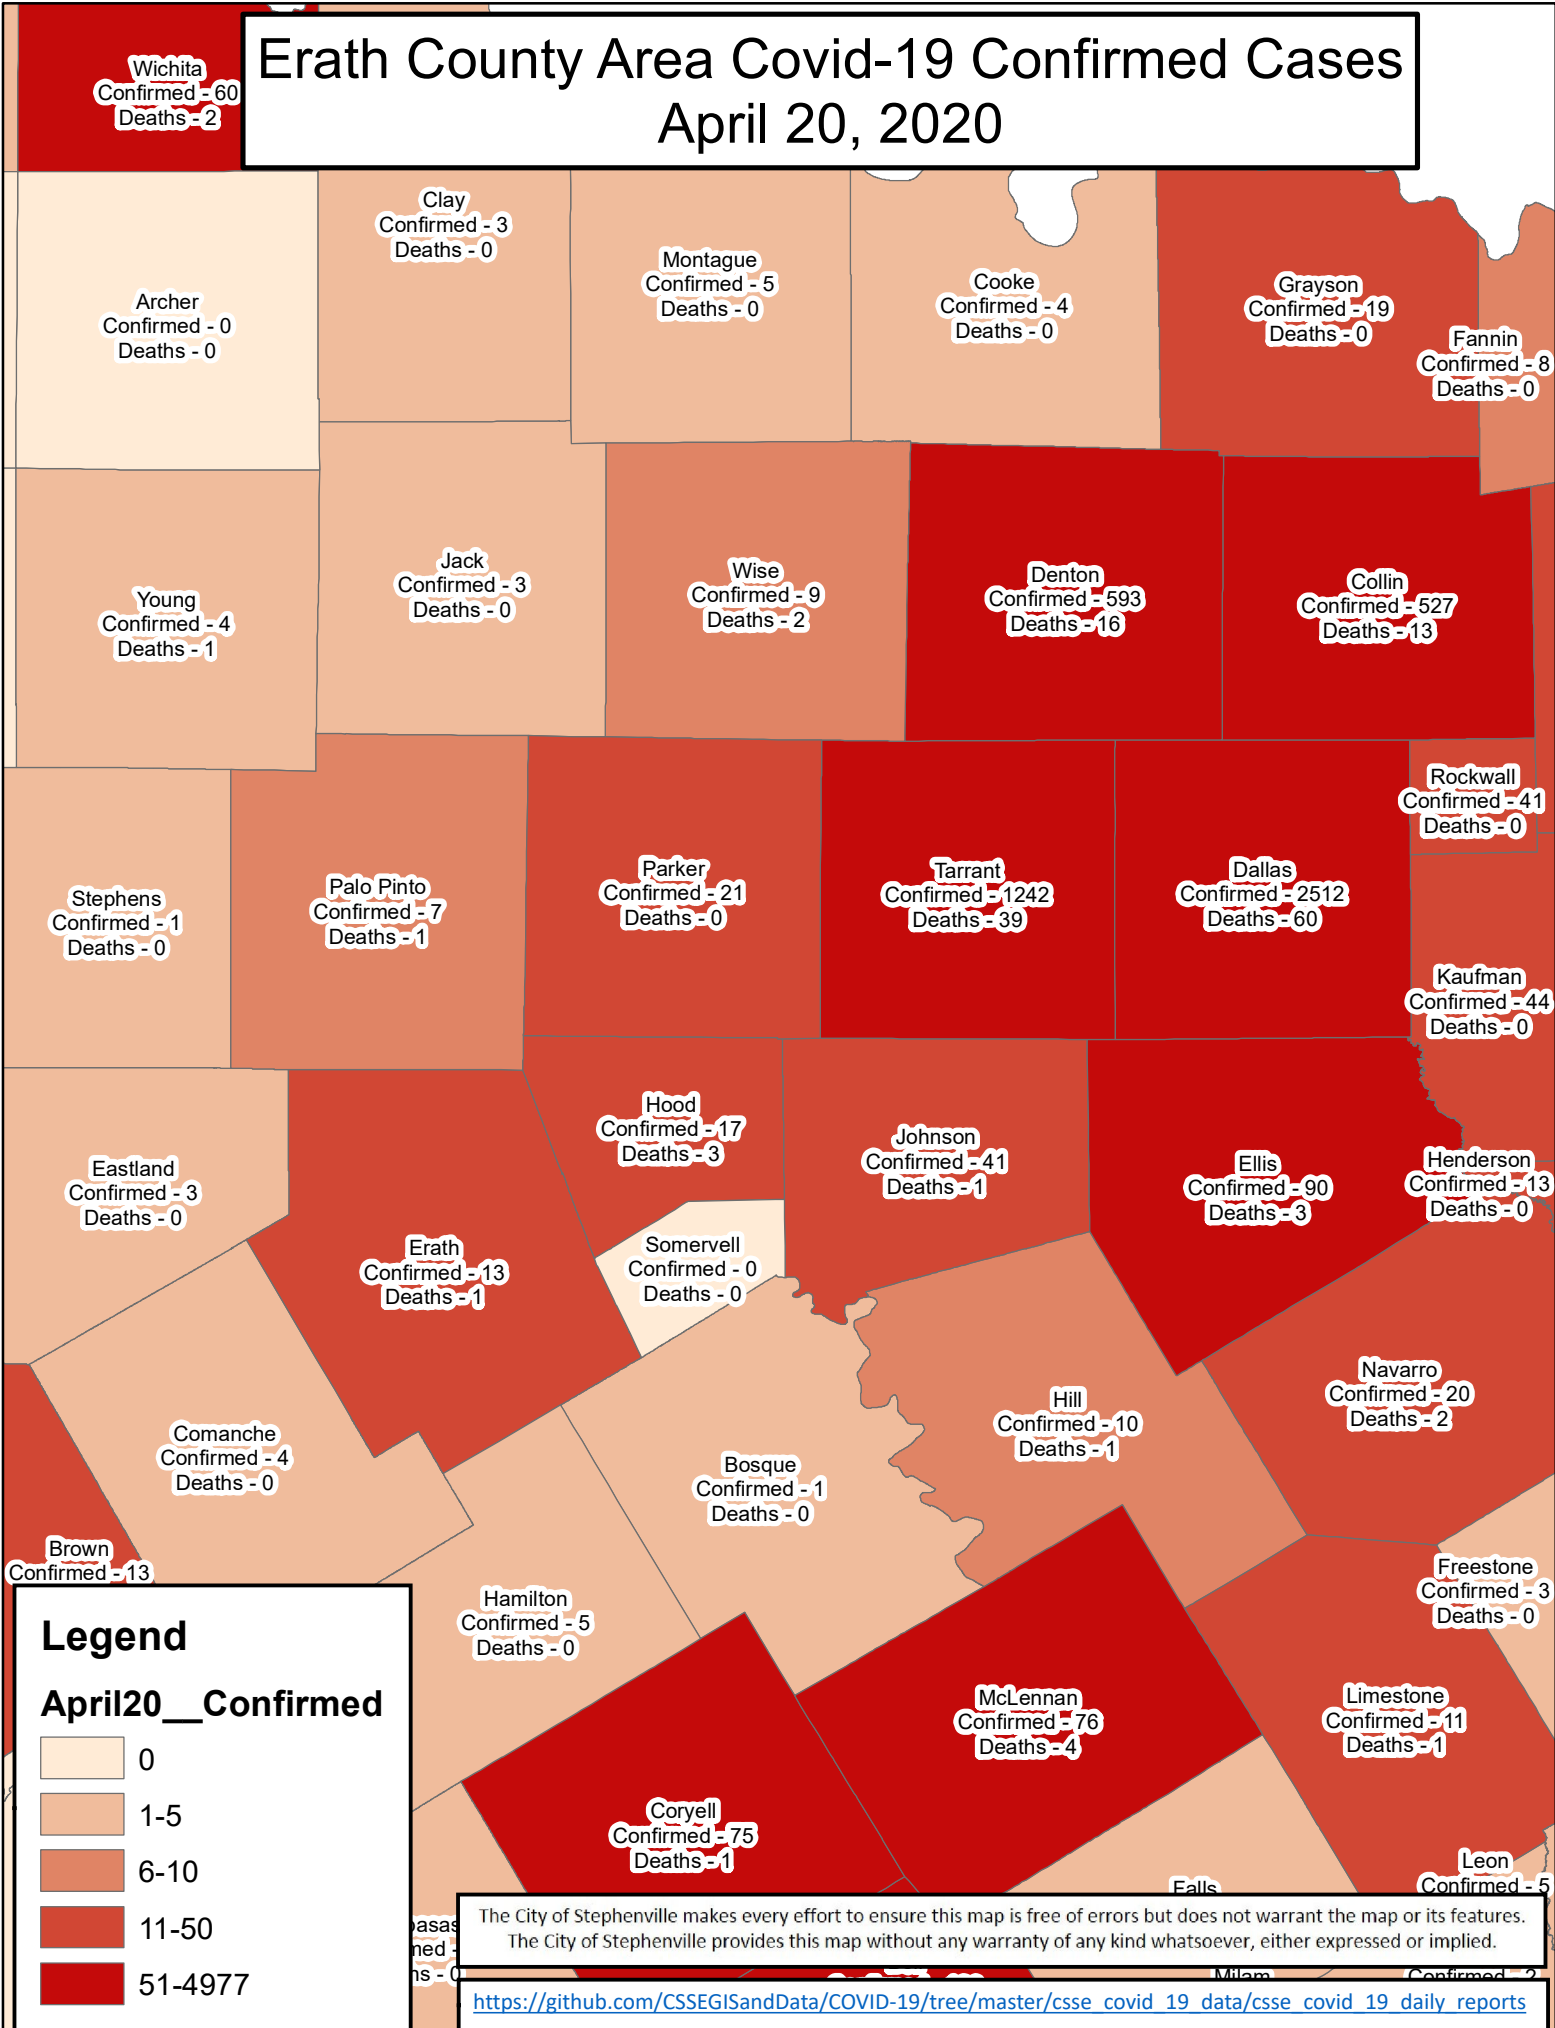 Erath County Area Covid-19 Confirmed Cases
April 20, 2020
Wichita
Confirmed - 60
Deaths - 2
Clay
Confirmed - 3
Deaths - 0
Montague
Confirmed - 5
Deaths - 0
Cooke
Confirmed - 4
Deaths - 0
Grayson
Confirmed - 19
Deaths - 0
Fannin
Confirmed - 8
Deaths - 0
Archer
Confirmed - 0
Deaths - 0
Young
Confirmed - 4
Deaths - 1
Jack
Confirmed - 3
Deaths - 0
Wise
Confirmed - 9
Deaths - 2
Denton
Confirmed - 593
Deaths - 16
Collin
Confirmed - 527
Deaths - 13
Rockwall
Confirmed - 41
Deaths - 0
Stephens
Confirmed - 1
Deaths - 0
Palo Pinto
Confirmed - 7
Deaths - 1
Parker
Confirmed - 21
Deaths - 0
Tarrant
Confirmed - 1242
Deaths - 39
Dallas
Confirmed - 2512
Deaths - 60
Kaufman
Confirmed - 44
Deaths - 0
Eastland
Confirmed - 3
Deaths - 0
Erath
Confirmed - 13
Deaths - 1
Hood
Confirmed - 17
Deaths - 3
Somervell
Confirmed - 0
Deaths - 0
Johnson
Confirmed - 41
Deaths - 1
Ellis
Confirmed - 90
Deaths - 3
Henderson
Confirmed - 13
Deaths - 0
Comanche
Confirmed - 4
Deaths - 0
Bosque
Confirmed - 1
Deaths - 0
Hill
Confirmed - 10
Deaths - 1
Navarro
Confirmed - 20
Deaths - 2
Brown
Confirmed - 13
Hamilton
Confirmed - 5
Deaths - 0
Freestone
Confirmed - 3
Deaths - 0
McLennan
Confirmed - 76
Deaths - 4
Limestone
Confirmed - 11
Deaths - 1
Coryell
Confirmed - 75
Deaths - 1
Falls
Leon
Confirmed - 5
Milam
Confirmed - 2
Legend
April20__Confirmed
0
1-5
6-10
11-50
51-4977
The City of Stephenville makes every effort to ensure this map is free of errors but does not warrant the map or its features.
The City of Stephenville provides this map without any warranty of any kind whatsoever, either expressed or implied.
https://github.com/CSSEGISandData/COVID-19/tree/master/csse_covid_19_data/csse_covid_19_daily_reports